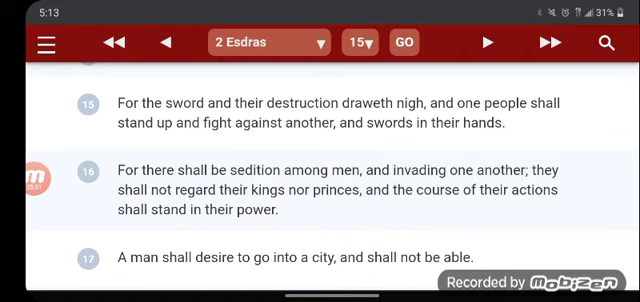 5:13
31%
2 Esdras
15
GO
15
For the sword and their destruction draweth nigh, and one people shall
stand up and fight against another, and swords in their hands.
16
For there shall be sedition among men, and invading one another; they
shall not regard their kings nor princes, and the course of their actions
shall stand in their power.
17
A man shall desire to go into a city, and shall not be able.
Recorded by mobizen